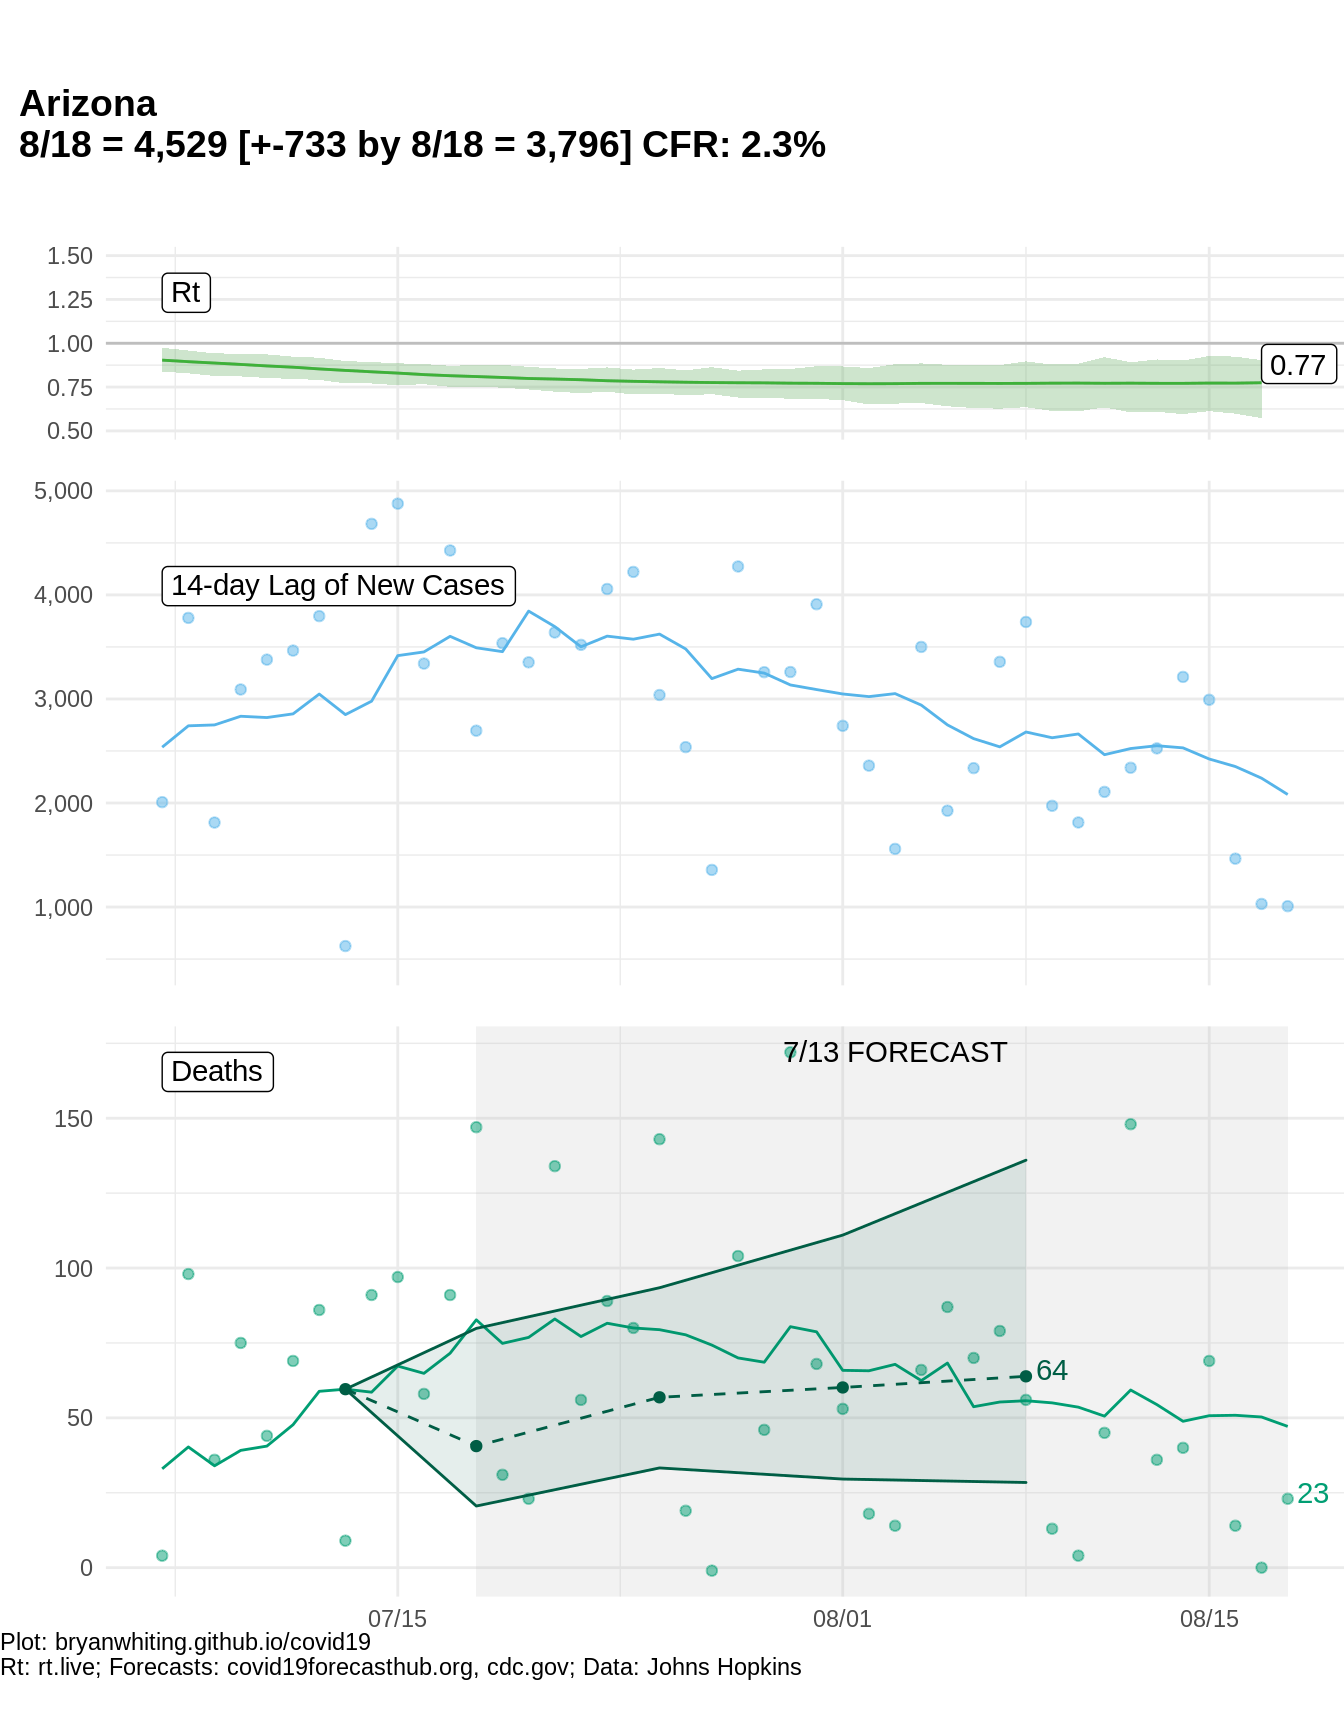 Arizona
8/18 = 4,529 [+-733 by 8/18 = 3,796] CFR: 2.3%
1.50
Rt
1.25
1.00
0.77
0.75
0.50
5,000
14-day Lag of New Cases
4,000
3,000
2,000
1,000
7/13 FORECAST
Deaths
150
100
64
50
23
0
07/15 08/01 08/15
Plot: bryanwhiting.github.io/covid19
Rt: rt.live; Forecasts: covid19forecasthub.org, cdc.gov; Data: Johns Hopkins